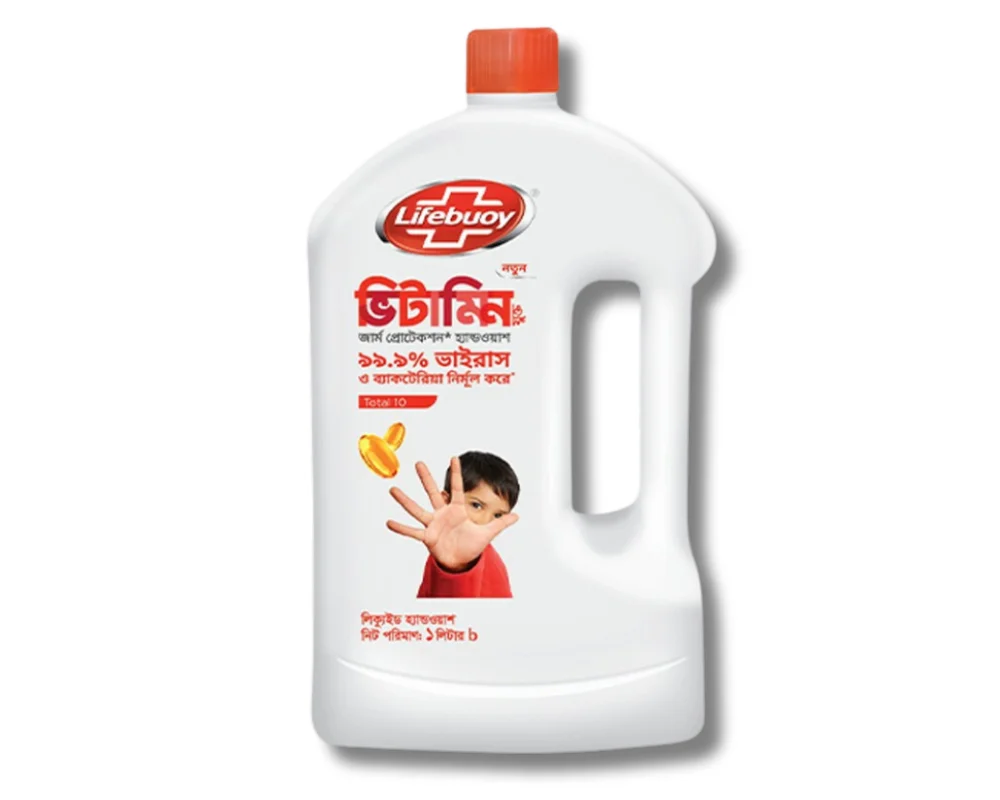 Lifebuoy
নতুন
ভিটামিন যুক্ত
জার্ম প্রোটেকশন* হ্যান্ডওয়াশ
৯৯.৯% ভাইরাস
ও ব্যাকটেরিয়া নির্মূল করে*
Total 10
লিক্যুইড হ্যান্ডওয়াশ
নিট পরিমাণ: ১ লিটার b